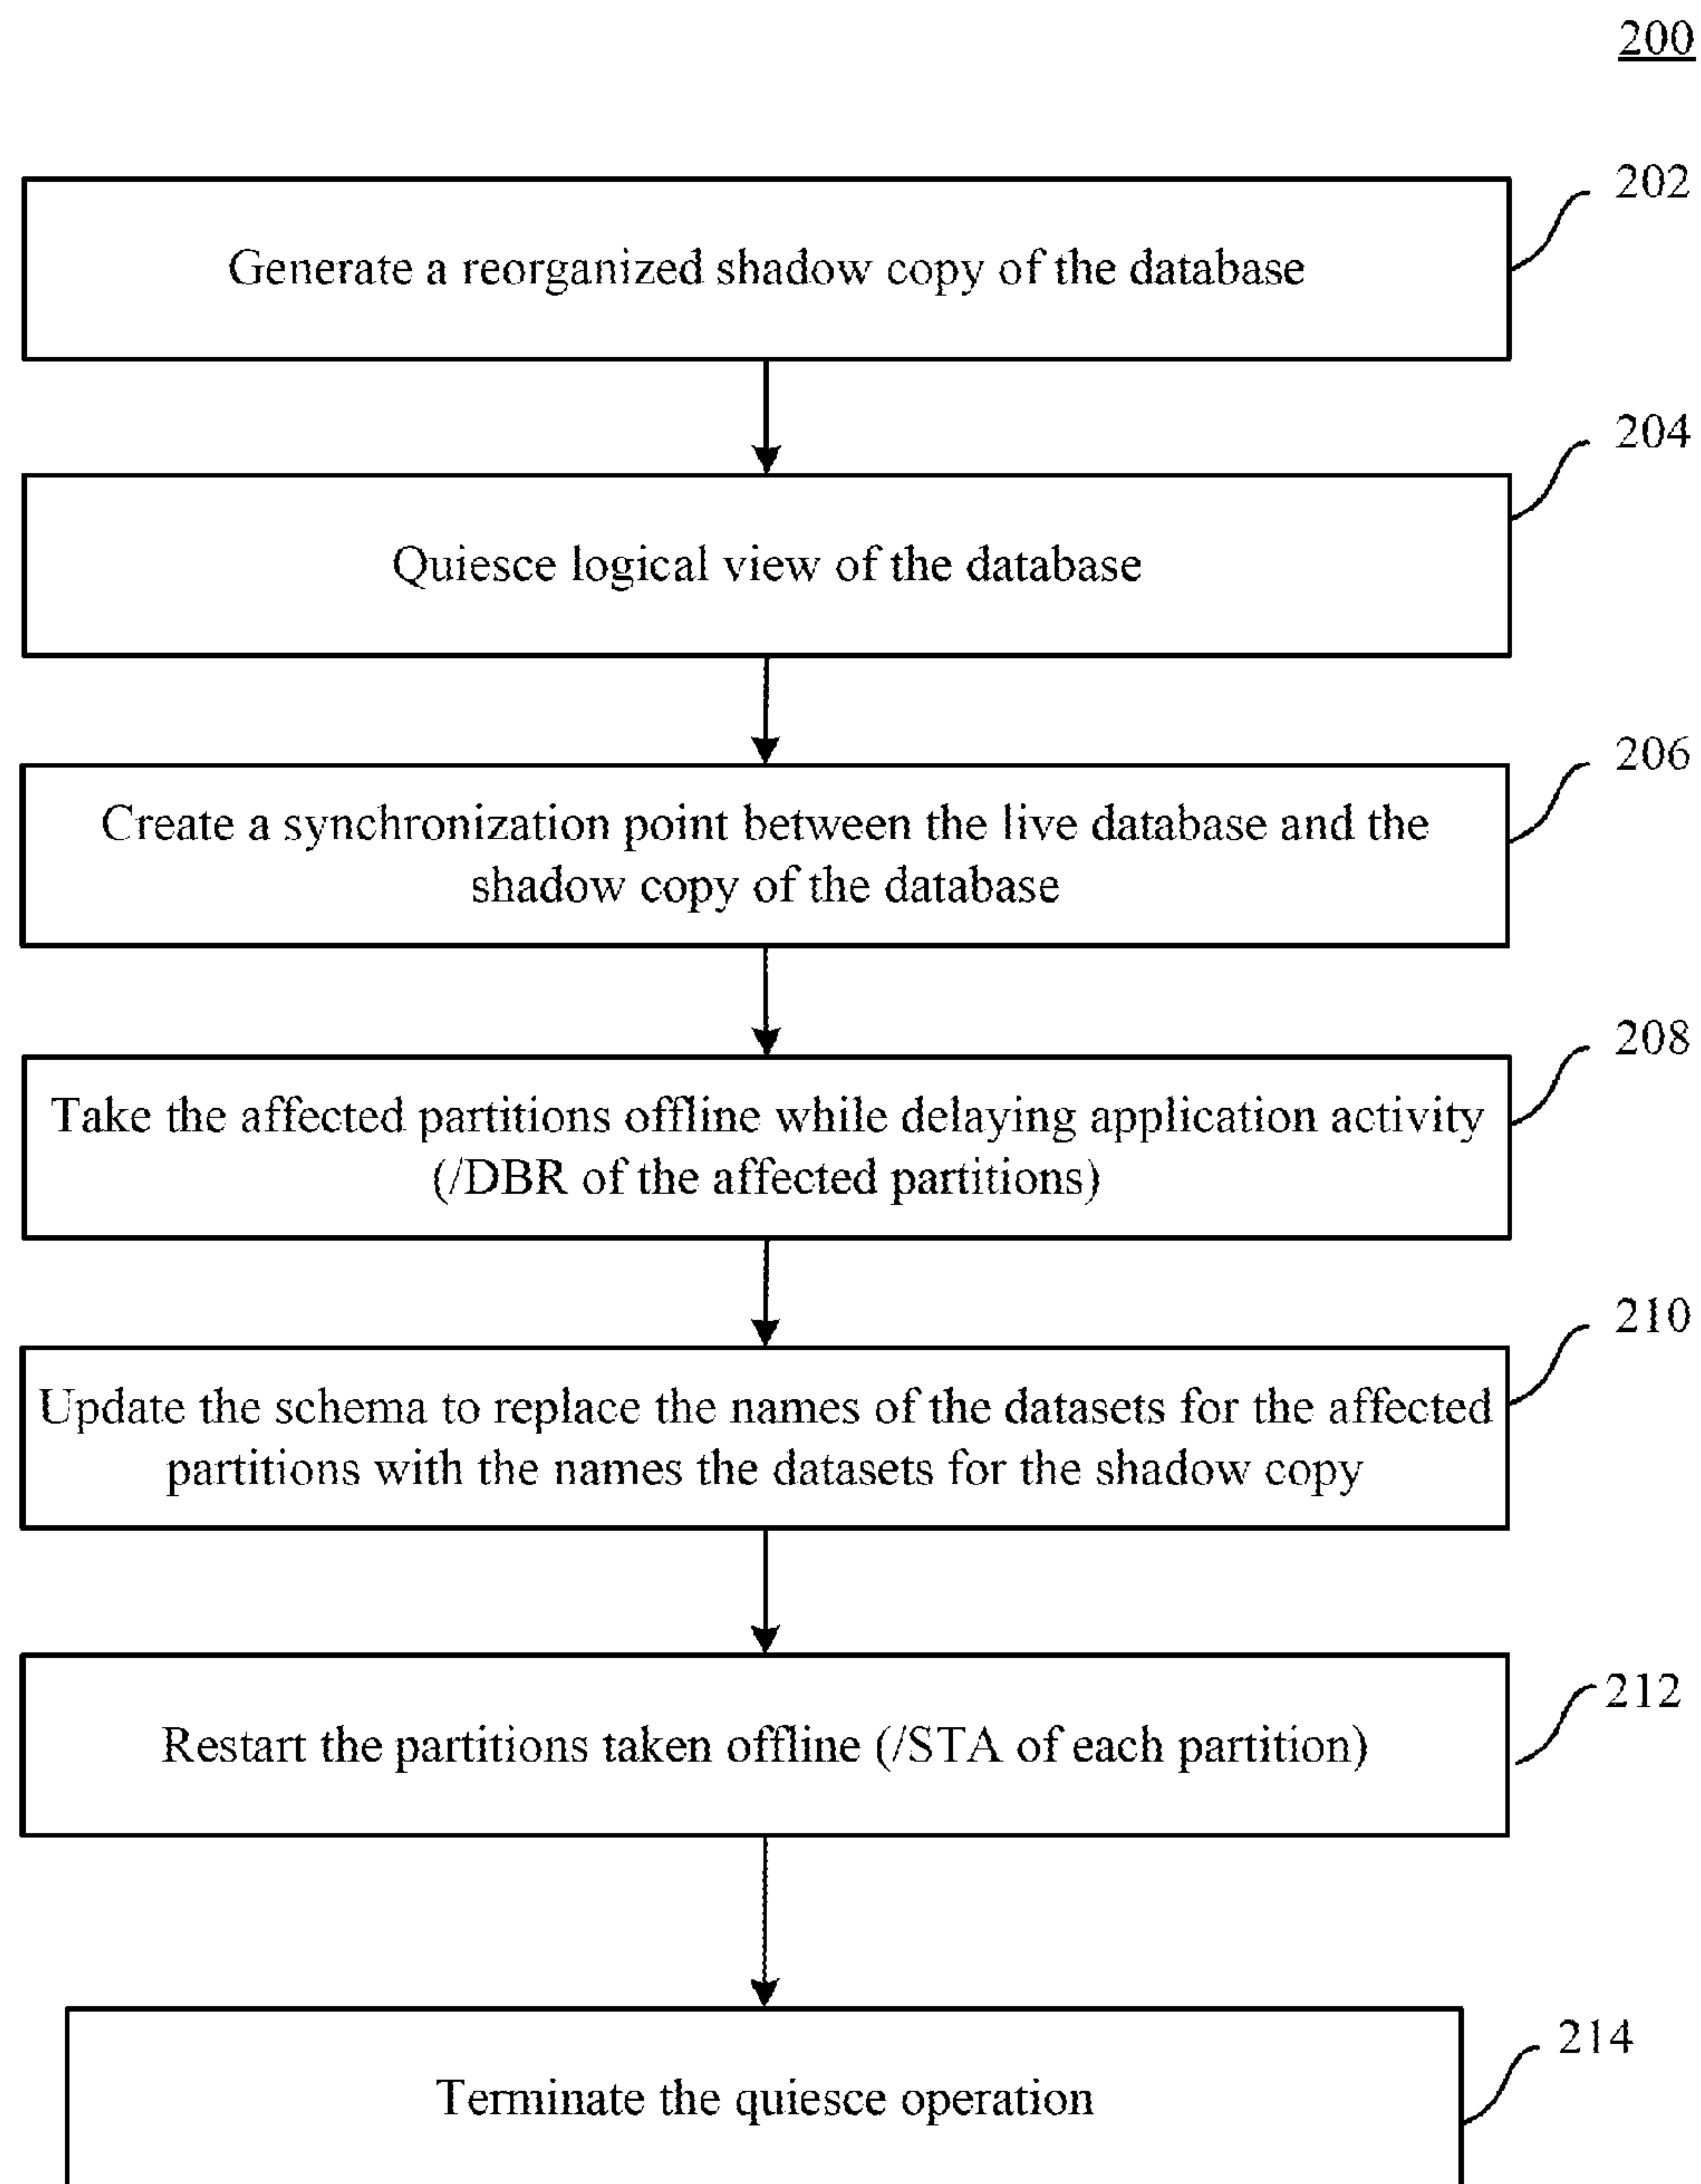 200
202
Generate a reorganized shadow copy of the database
204
Quiesce logical view of the database
206
Create a synchronization point between the live database and the
shadow copy of the database
208
Take the affected partitions offline while delaying application activity
(/DBR of the affected partitions)
210
Update the schema to replace the names of the datasets for the affected
partitions with the names the datasets for the shadow copy
212
Restart the partitions taken offline (/STA of each partition)
214
Terminate the quiesce operation